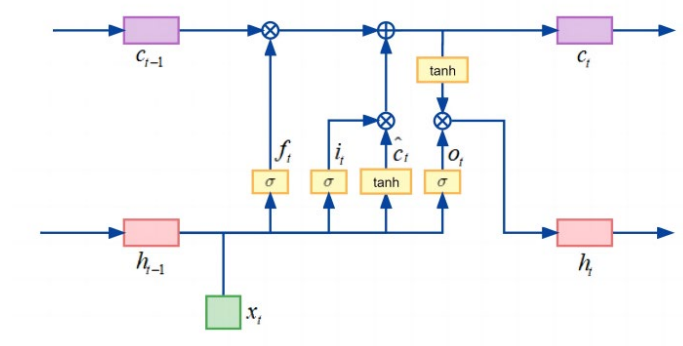 c_{t-1}
c_t
tanh
f_t
i_t
ĉ_t
o_t
σ
σ
tanh
σ
h_{t-1}
h_t
x_t